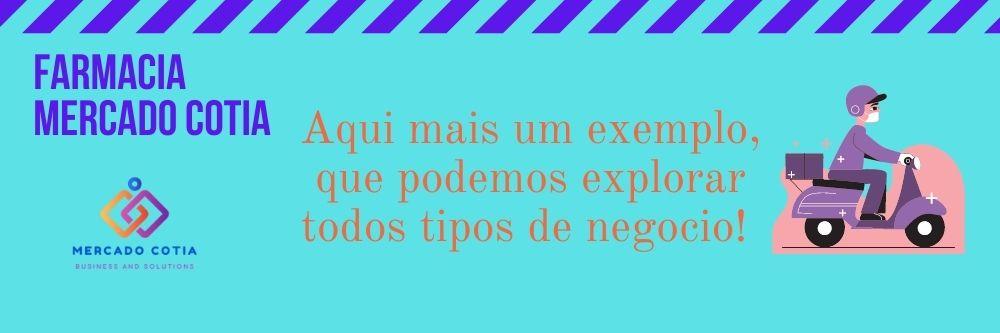 FARMACIA
MERCADO COTIA
Aqui mais um exemplo,
que podemos explorar
todos tipos de negocio!
MERCADO COTIA
BUSINESS AND SOLUTIONS